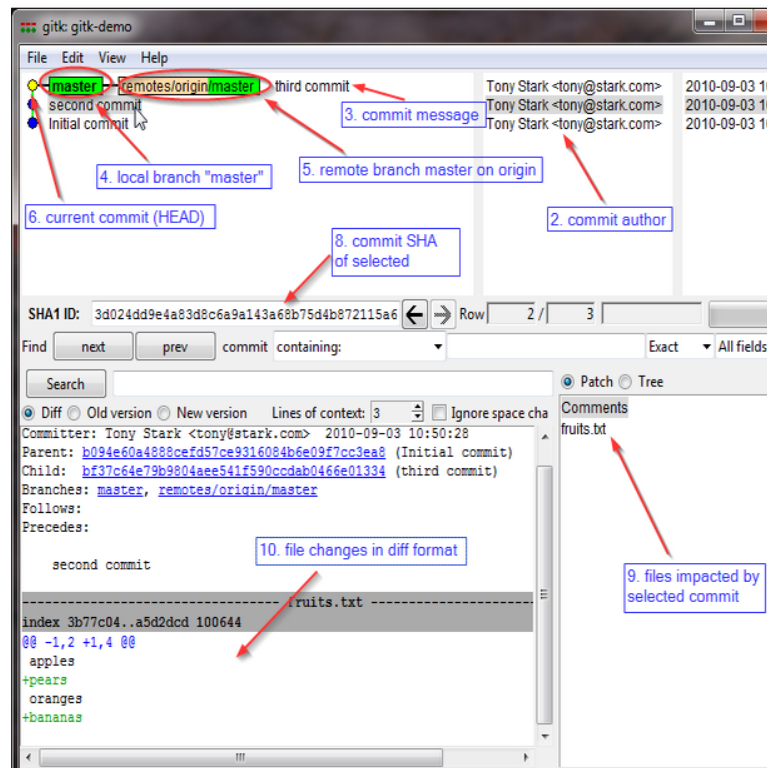 gitk: gitk-demo
File Edit View Help
master remotes/origin/master third commit Tony Stark <tony@stark.com> 2010-09-03
second commit Tony Stark <tony@stark.com> 2010-09-03
Initial commit Tony Stark <tony@stark.com> 2010-09-03
3. commit message
4. local branch "master"
5. remote branch master on origin
6. current commit (HEAD)
2. commit author
8. commit SHA
of selected
SHA1 ID: 3d024dd9e4a83d8c6a9a143a68b75d4b872115a6 Row 2 / 3
Find next prev commit containing: Exact All fields
Search
Patch Tree
Diff Old version New version Lines of context: 3 Ignore space cha
Comments
fruits.txt
Committer: Tony Stark <tony@stark.com> 2010-09-03 10:50:28
Parent: b094e60a4888cefd57ce9316084b6e09f7cc3ea8 (Initial commit)
Child: bf37c64e79b9804aee541f590ccdab0466e01334 (third commit)
Branches: master, remotes/origin/master
Follows:
Precedes:
10. file changes in diff format
second commit
9. files impacted by
selected commit
fruits.txt
index 3b77c04..a5d2dcd 100644
@@ -1,2 +1,4 @@
apples
+pears
oranges
+bananas